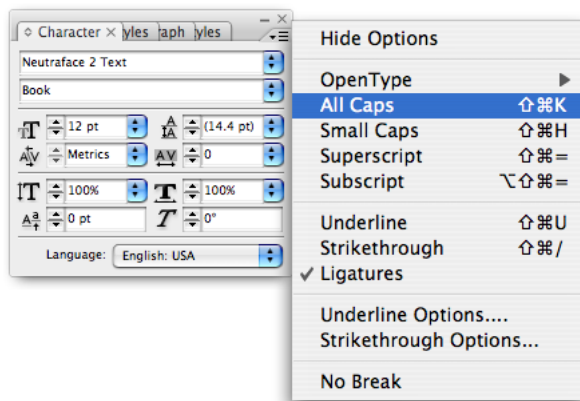 Character × yles aph yles
Neutraface 2 Text
Book
12 pt (14.4 pt)
Metrics 0
100% 100%
0 pt 0°
Language: English: USA
Hide Options
OpenType
All Caps ⇧⌘K
Small Caps ⇧⌘H
Superscript ⇧⌘=
Subscript ⌥⇧⌘=
Underline ⇧⌘U
Strikethrough ⇧⌘/
✓ Ligatures
Underline Options....
Strikethrough Options...
No Break